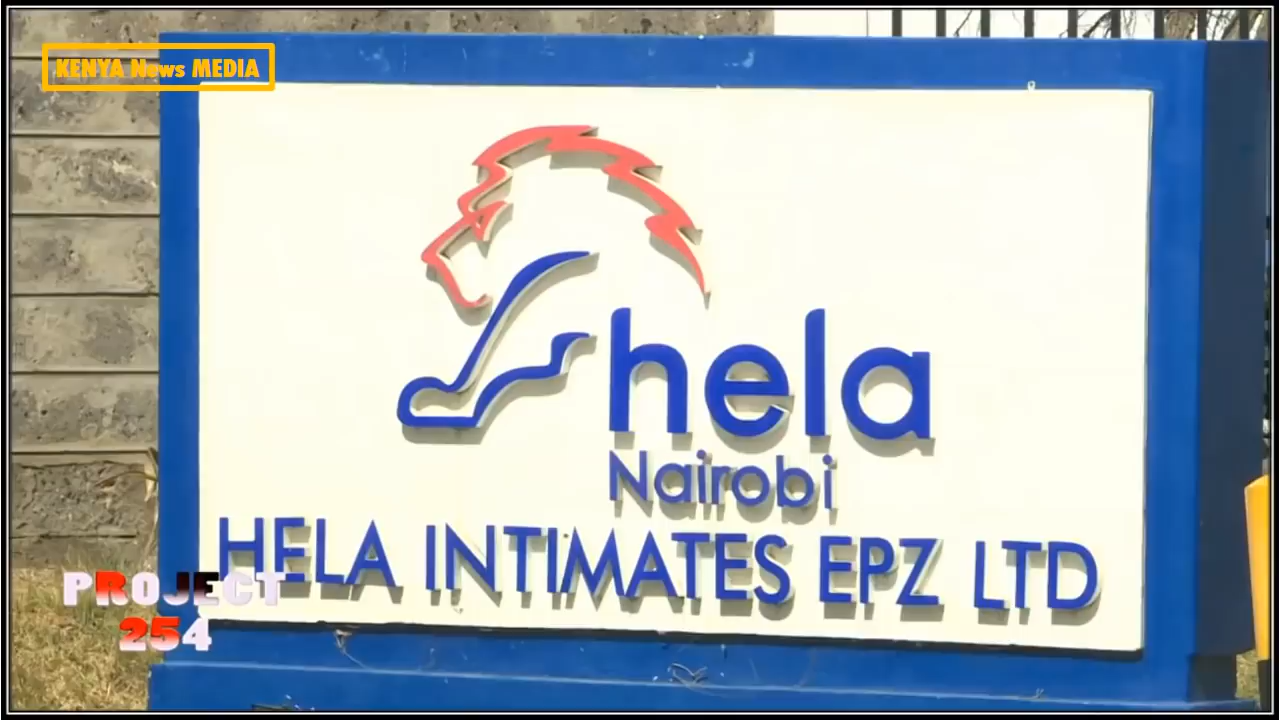 KENYA News MEDIA
hela
Nairobi
HELA INTIMATES EPZ LTD
PROJECT
254